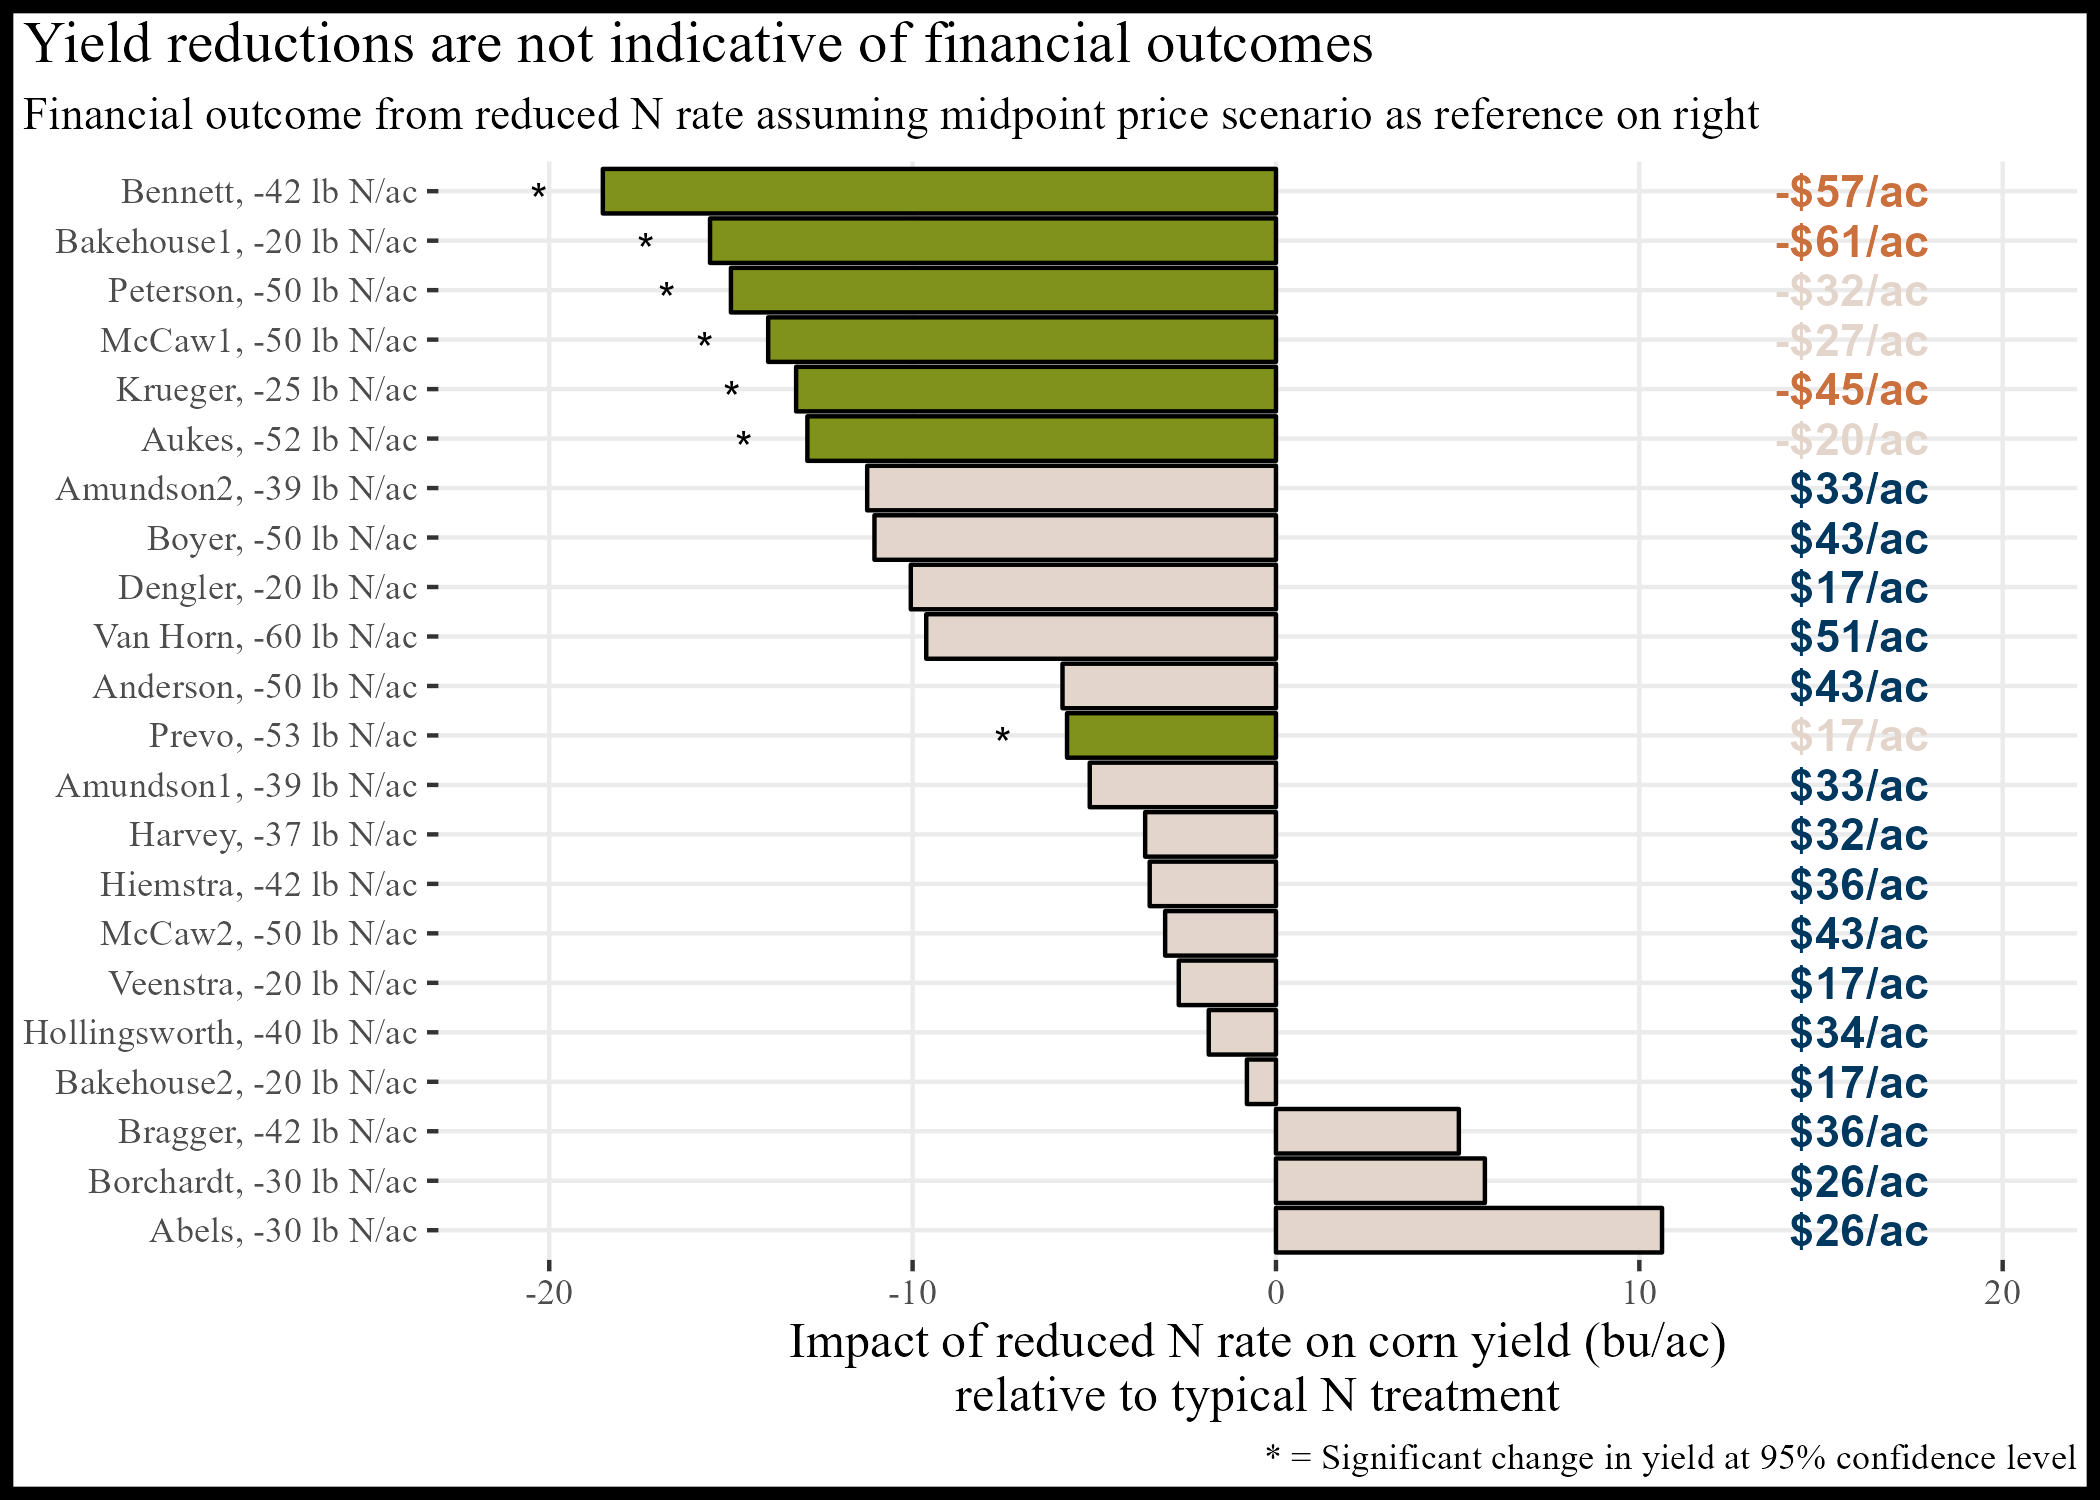 Yield reductions are not indicative of financial outcomes
Financial outcome from reduced N rate assuming midpoint price scenario as reference on right
Bennett, -42 lb N/ac * -$57/ac
Bakehouse1, -20 lb N/ac * -$61/ac
Peterson, -50 lb N/ac * -$32/ac
McCaw1, -50 lb N/ac * -$27/ac
Krueger, -25 lb N/ac * -$45/ac
Aukes, -52 lb N/ac * -$20/ac
Amundson2, -39 lb N/ac $33/ac
Boyer, -50 lb N/ac $43/ac
Dengler, -20 lb N/ac $17/ac
Van Horn, -60 lb N/ac $51/ac
Anderson, -50 lb N/ac $43/ac
Prevo, -53 lb N/ac * $17/ac
Amundson1, -39 lb N/ac $33/ac
Harvey, -37 lb N/ac $32/ac
Hiemstra, -42 lb N/ac $36/ac
McCaw2, -50 lb N/ac $43/ac
Veenstra, -20 lb N/ac $17/ac
Hollingsworth, -40 lb N/ac $34/ac
Bakehouse2, -20 lb N/ac $17/ac
Bragger, -42 lb N/ac $36/ac
Borchardt, -30 lb N/ac $26/ac
Abels, -30 lb N/ac $26/ac
-20 -10 0 10 20
Impact of reduced N rate on corn yield (bu/ac)
relative to typical N treatment
* = Significant change in yield at 95% confidence level